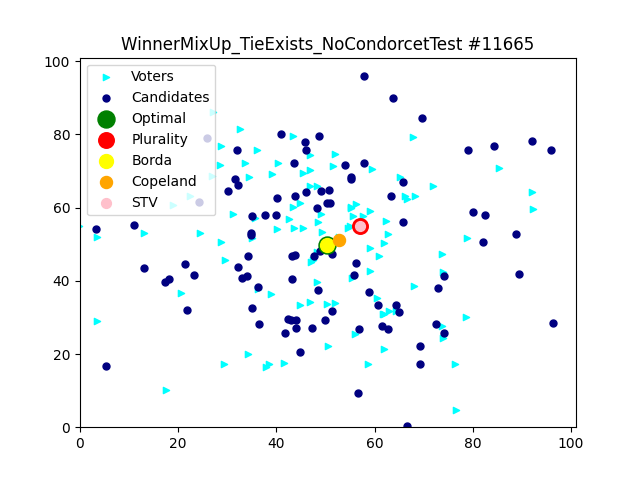 WinnerMixUp_TieExists_NoCondorcetTest #11665
Voters
Candidates
Optimal
Plurality
Borda
Copeland
STV
100
80
60
40
20
0
0 20 40 60 80 100